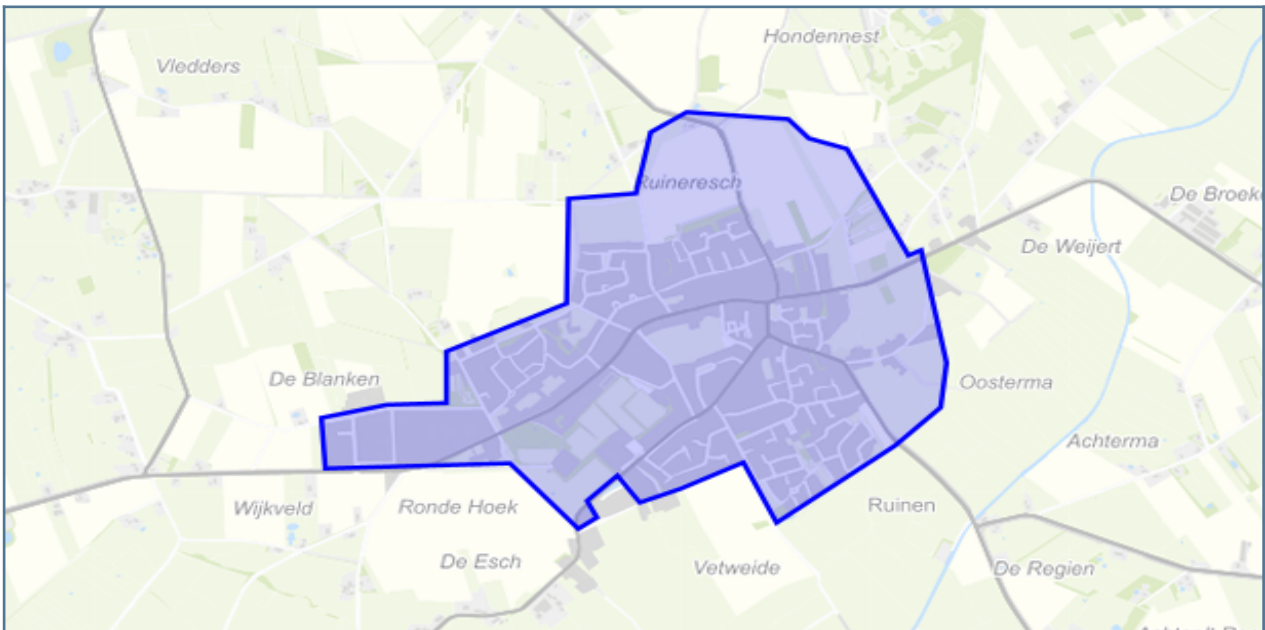 Hondennest
Vledders
Ruineresch
De Broek
De Weijert
De Blanken
Oosterma
Achterma
Wijkveld
Ronde Hoek
Ruinen
De Esch
Vetweide
De Regien